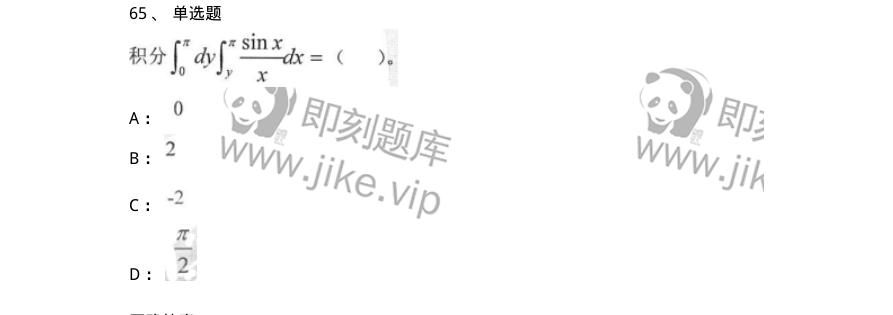 65、 单选题
积分∫₀^π dy∫_y^π (sin x / x) dx = （　　）。
A： 0
B： 2
C： -2
D： π/2
即刻题库
www.jike.vip
即刻
www.jik